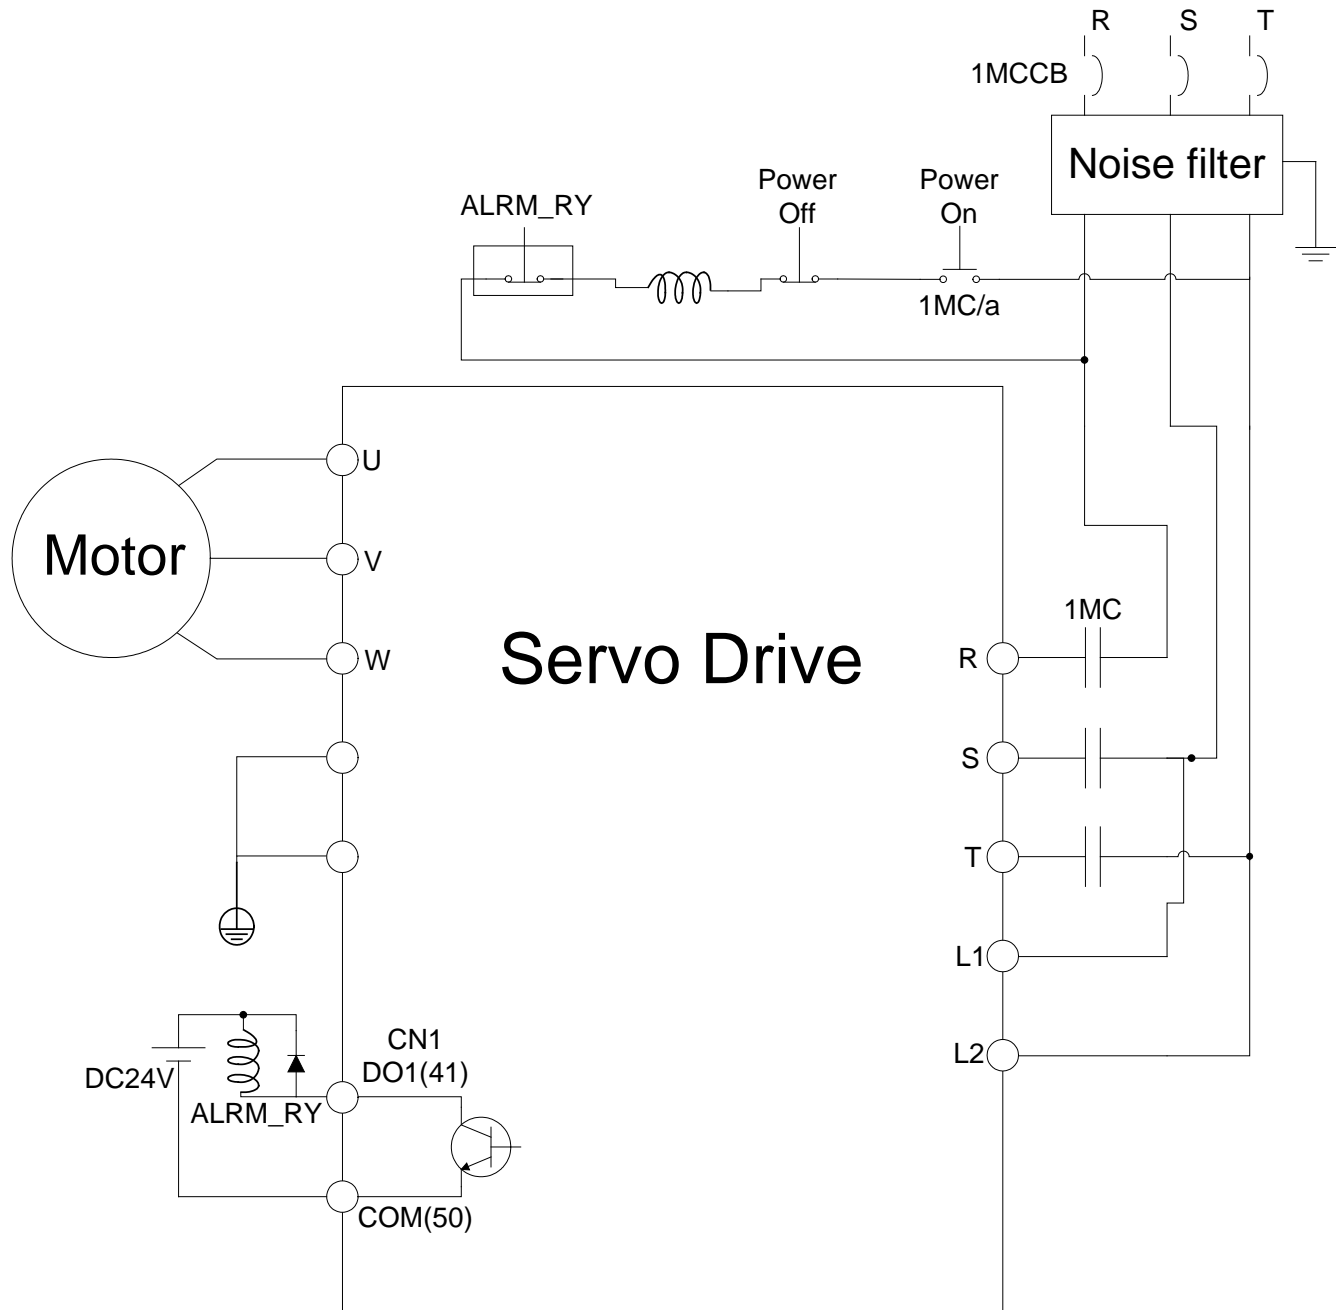 R S T
1MCCB
Noise filter
Power
Off
Power
On
ALRM_RY
1MC/a
U
Motor
V
1MC
W
Servo Drive
R
S
T
L1
L2
CN1
DO1(41)
DC24V
ALRM_RY
COM(50)